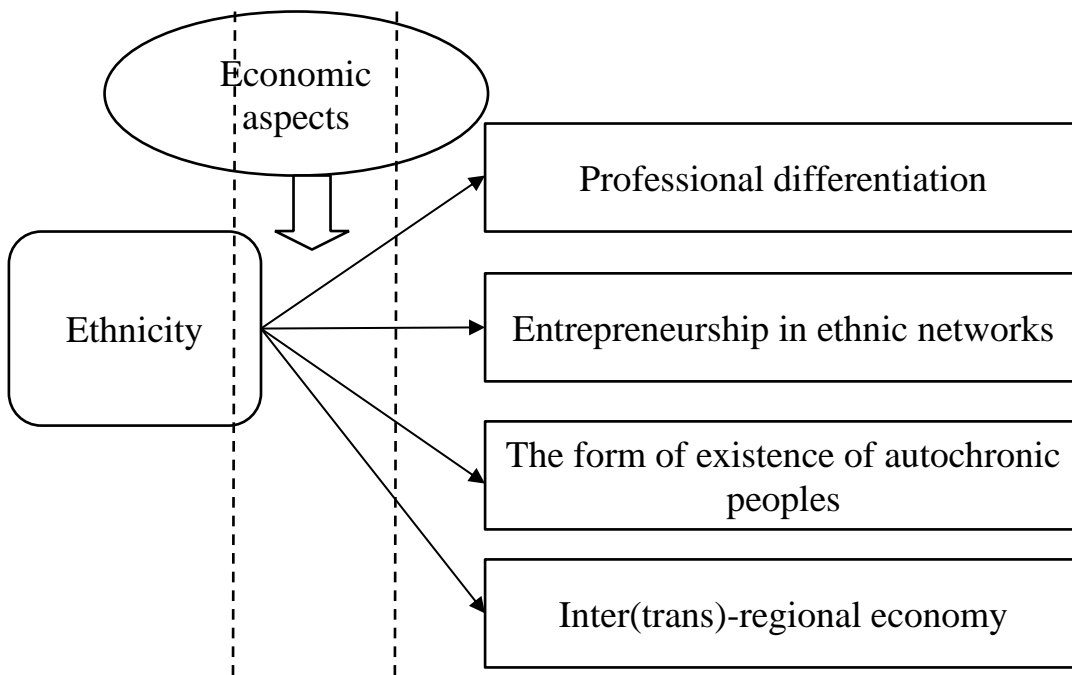 Economic
aspects
Professional differentiation
Ethnicity
Entrepreneurship in ethnic networks
The form of existence of autochronic
peoples
Inter(trans)-regional economy